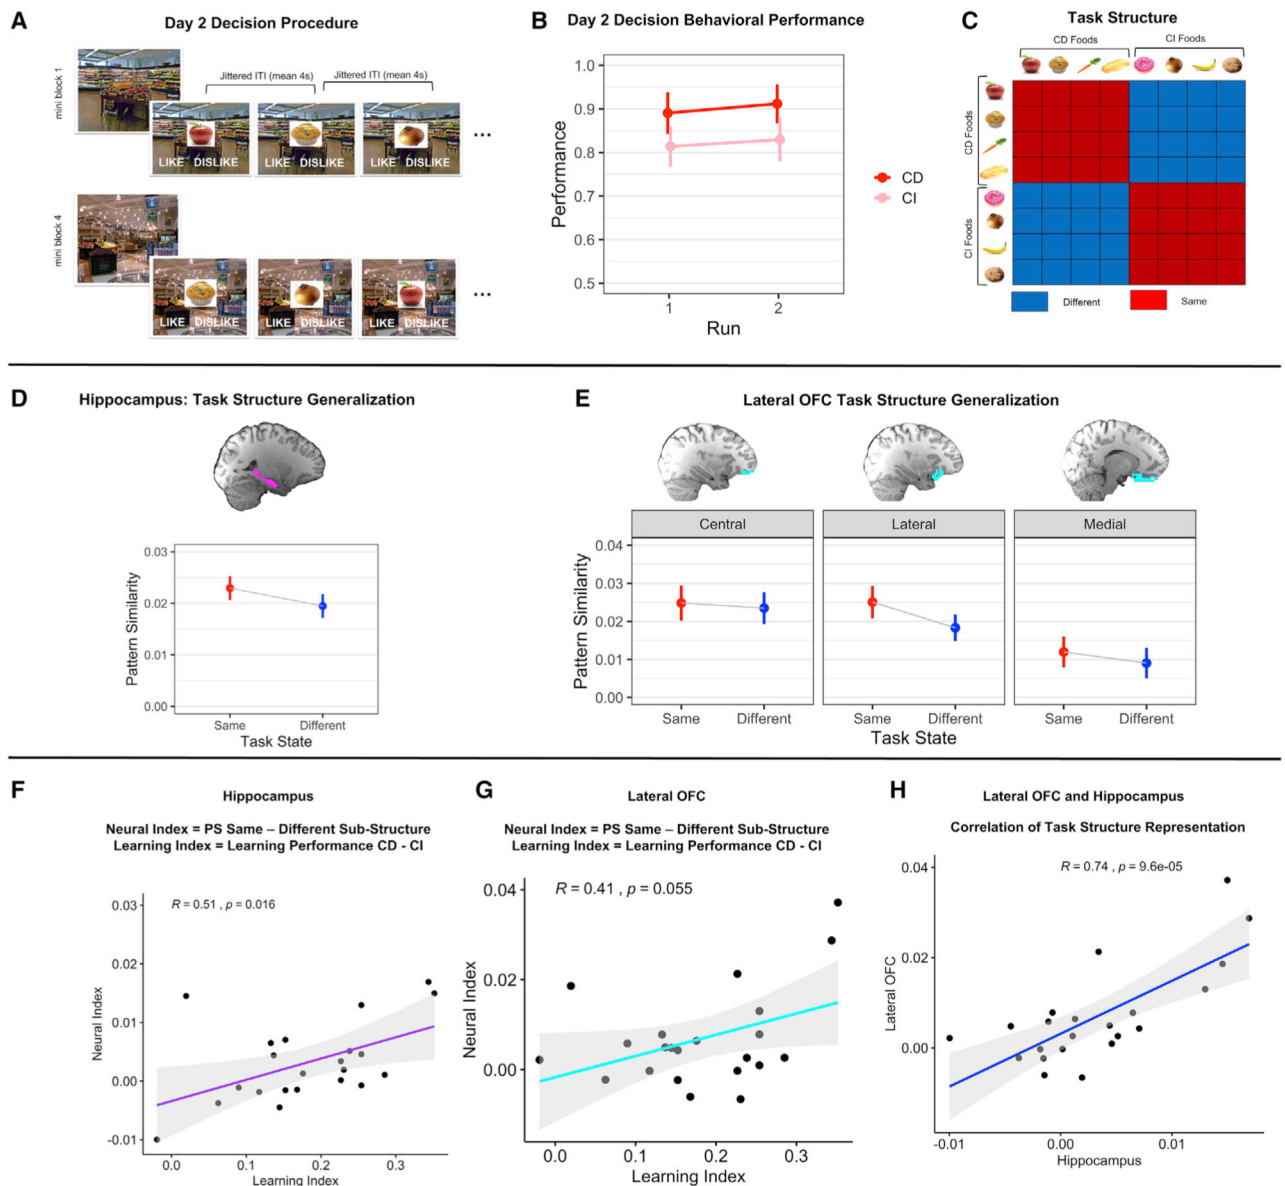 A
Day 2 Decision Procedure
mini block 1
Jittered ITI (mean 4s)
Jittered ITI (mean 4s)
LIKE DISLIKE
LIKE DISLIKE
LIKE DISLIKE
...
mini block 4
LIKE DISLIKE
LIKE DISLIKE
LIKE DISLIKE
...
B
Day 2 Decision Behavioral Performance
Performance
1.0
0.9
0.8
0.7
0.6
0.5
1
2
Run
CD
CI
C
Task Structure
CD Foods
CI Foods
CD Foods
CI Foods
Different
Same
D
Hippocampus: Task Structure Generalization
Pattern Similarity
0.03
0.02
0.01
0.00
Same
Different
Task State
E
Lateral OFC Task Structure Generalization
Central
Lateral
Medial
Pattern Similarity
0.04
0.03
0.02
0.01
0.00
Same
Different
Same
Different
Same
Different
Task State
F
Hippocampus
Neural Index = PS Same – Different Sub-Structure
Learning Index = Learning Performance CD - CI
R = 0.51 , p = 0.016
Neural Index
0.03
0.02
0.01
0.00
-0.01
0.0
0.1
0.2
0.3
Learning Index
G
Lateral OFC
Neural Index = PS Same – Different Sub-Structure
Learning Index = Learning Performance CD - CI
R = 0.41 , p = 0.055
Neural Index
0.04
0.02
0.00
0.0
0.1
0.2
0.3
Learning Index
H
Lateral OFC and Hippocampus
Correlation of Task Structure Representation
R = 0.74 , p = 9.6e-05
Lateral OFC
0.04
0.02
0.00
-0.01
0.00
0.01
Hippocampus